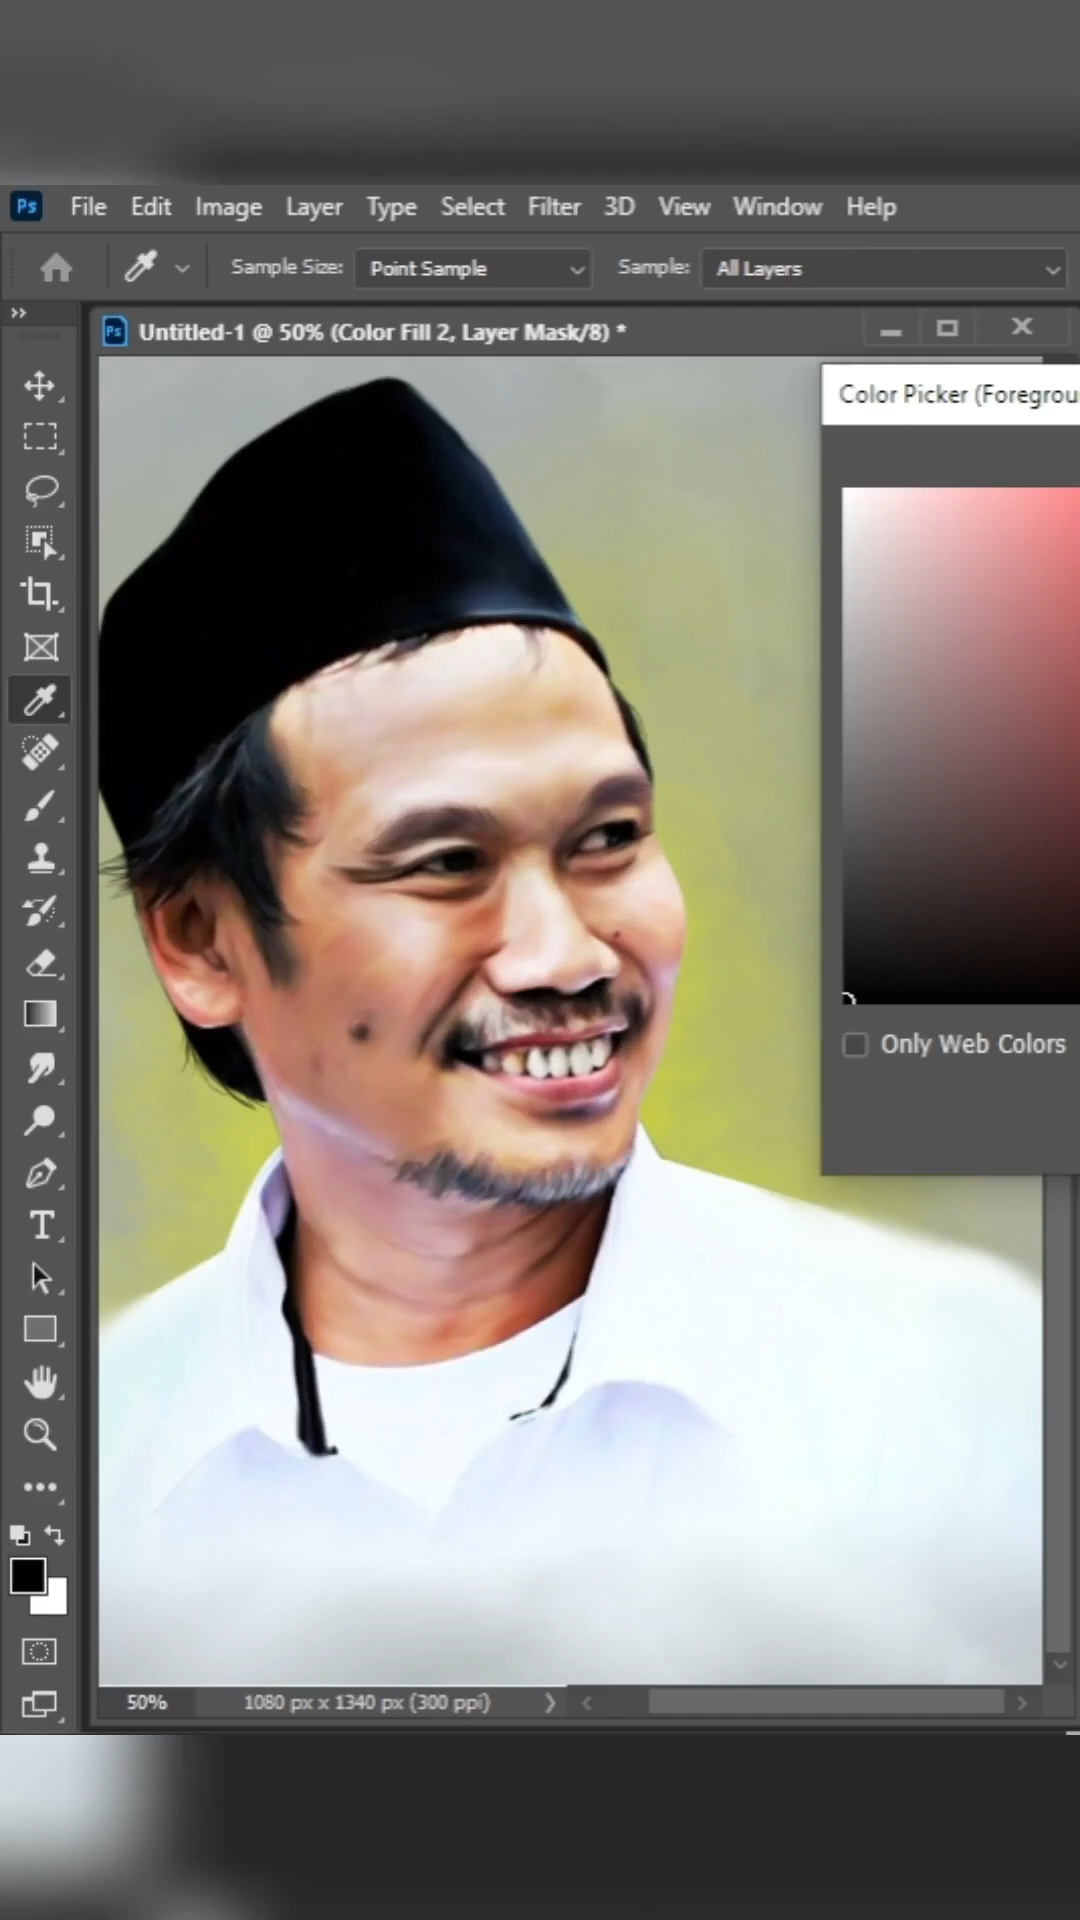 Ps File Edit Image Layer Type Select Filter 3D View Window Help
Sample Size: Point Sample Sample: All Layers
Ps Untitled-1 @ 50% (Color Fill 2, Layer Mask/8) *
Color Picker (Foregrou
Only Web Colors
T
50% 1080 px x 1340 px (300 ppi)